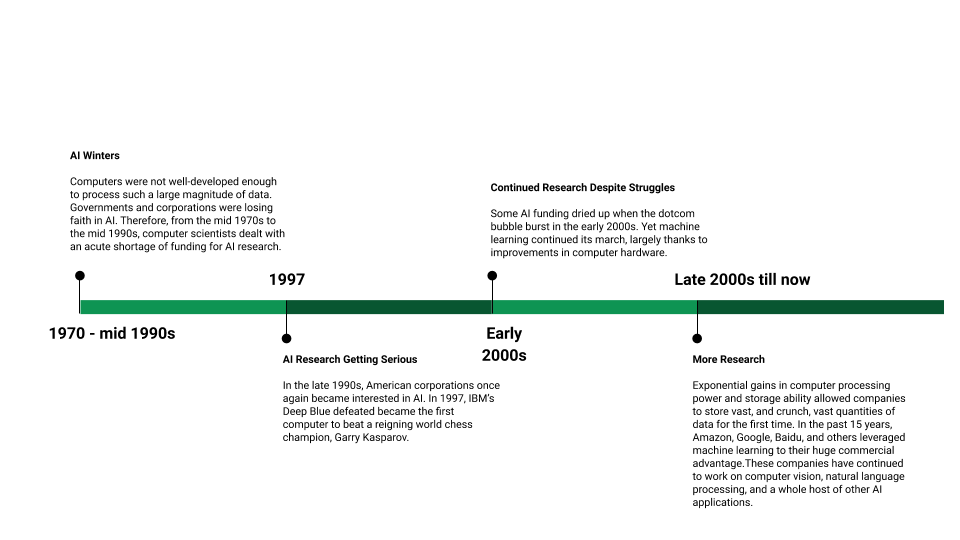 AI Winters
Computers were not well-developed enough
to process such a large magnitude of data.
Governments and corporations were losing
faith in AI. Therefore, from the mid 1970s to
the mid 1990s, computer scientists dealt with
an acute shortage of funding for AI research.
1970 - mid 1990s
1997
AI Research Getting Serious
In the late 1990s, American corporations once
again became interested in AI. In 1997, IBM's
Deep Blue defeated became the first
computer to beat a reigning world chess
champion, Garry Kasparov.
Continued Research Despite Struggles
Some AI funding dried up when the dotcom
bubble burst in the early 2000s. Yet machine
learning continued its march, largely thanks to
improvements in computer hardware.
Early
2000s
Late 2000s till now
More Research
Exponential gains in computer processing
power and storage ability allowed companies
to store vast, and crunch, vast quantities of
data for the first time. In the past 15 years,
Amazon, Google, Baidu, and others leveraged
machine learning to their huge commercial
advantage.These companies have continued
to work on computer vision, natural language
processing, and a whole host of other AI
applications.